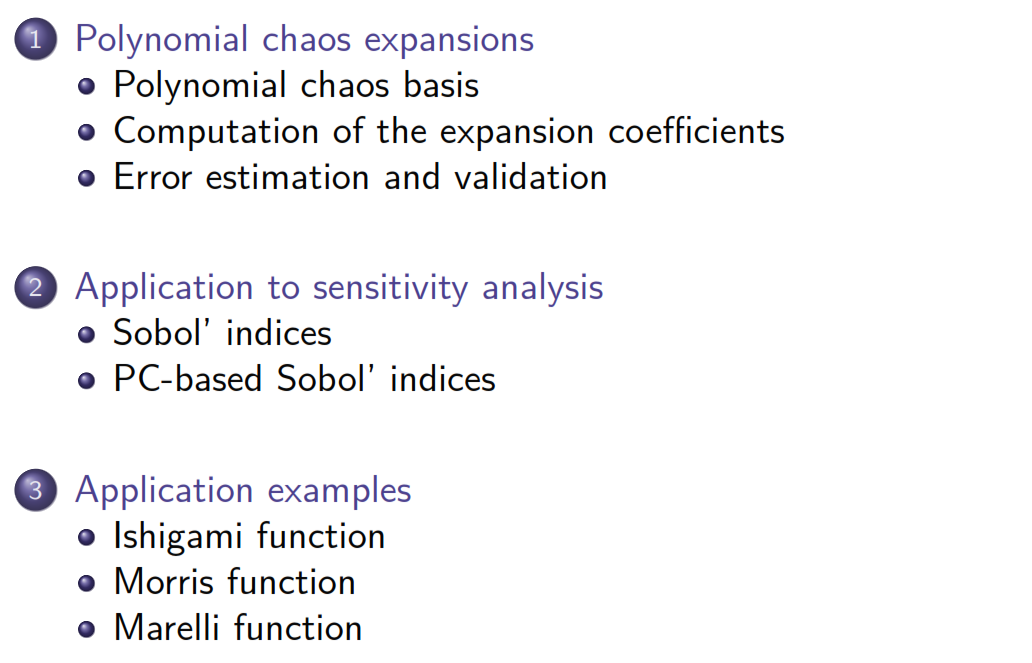 1 Polynomial chaos expansions
Polynomial chaos basis
Computation of the expansion coefficients
Error estimation and validation
2 Application to sensitivity analysis
Sobol’ indices
PC-based Sobol’ indices
3 Application examples
Ishigami function
Morris function
Marelli function